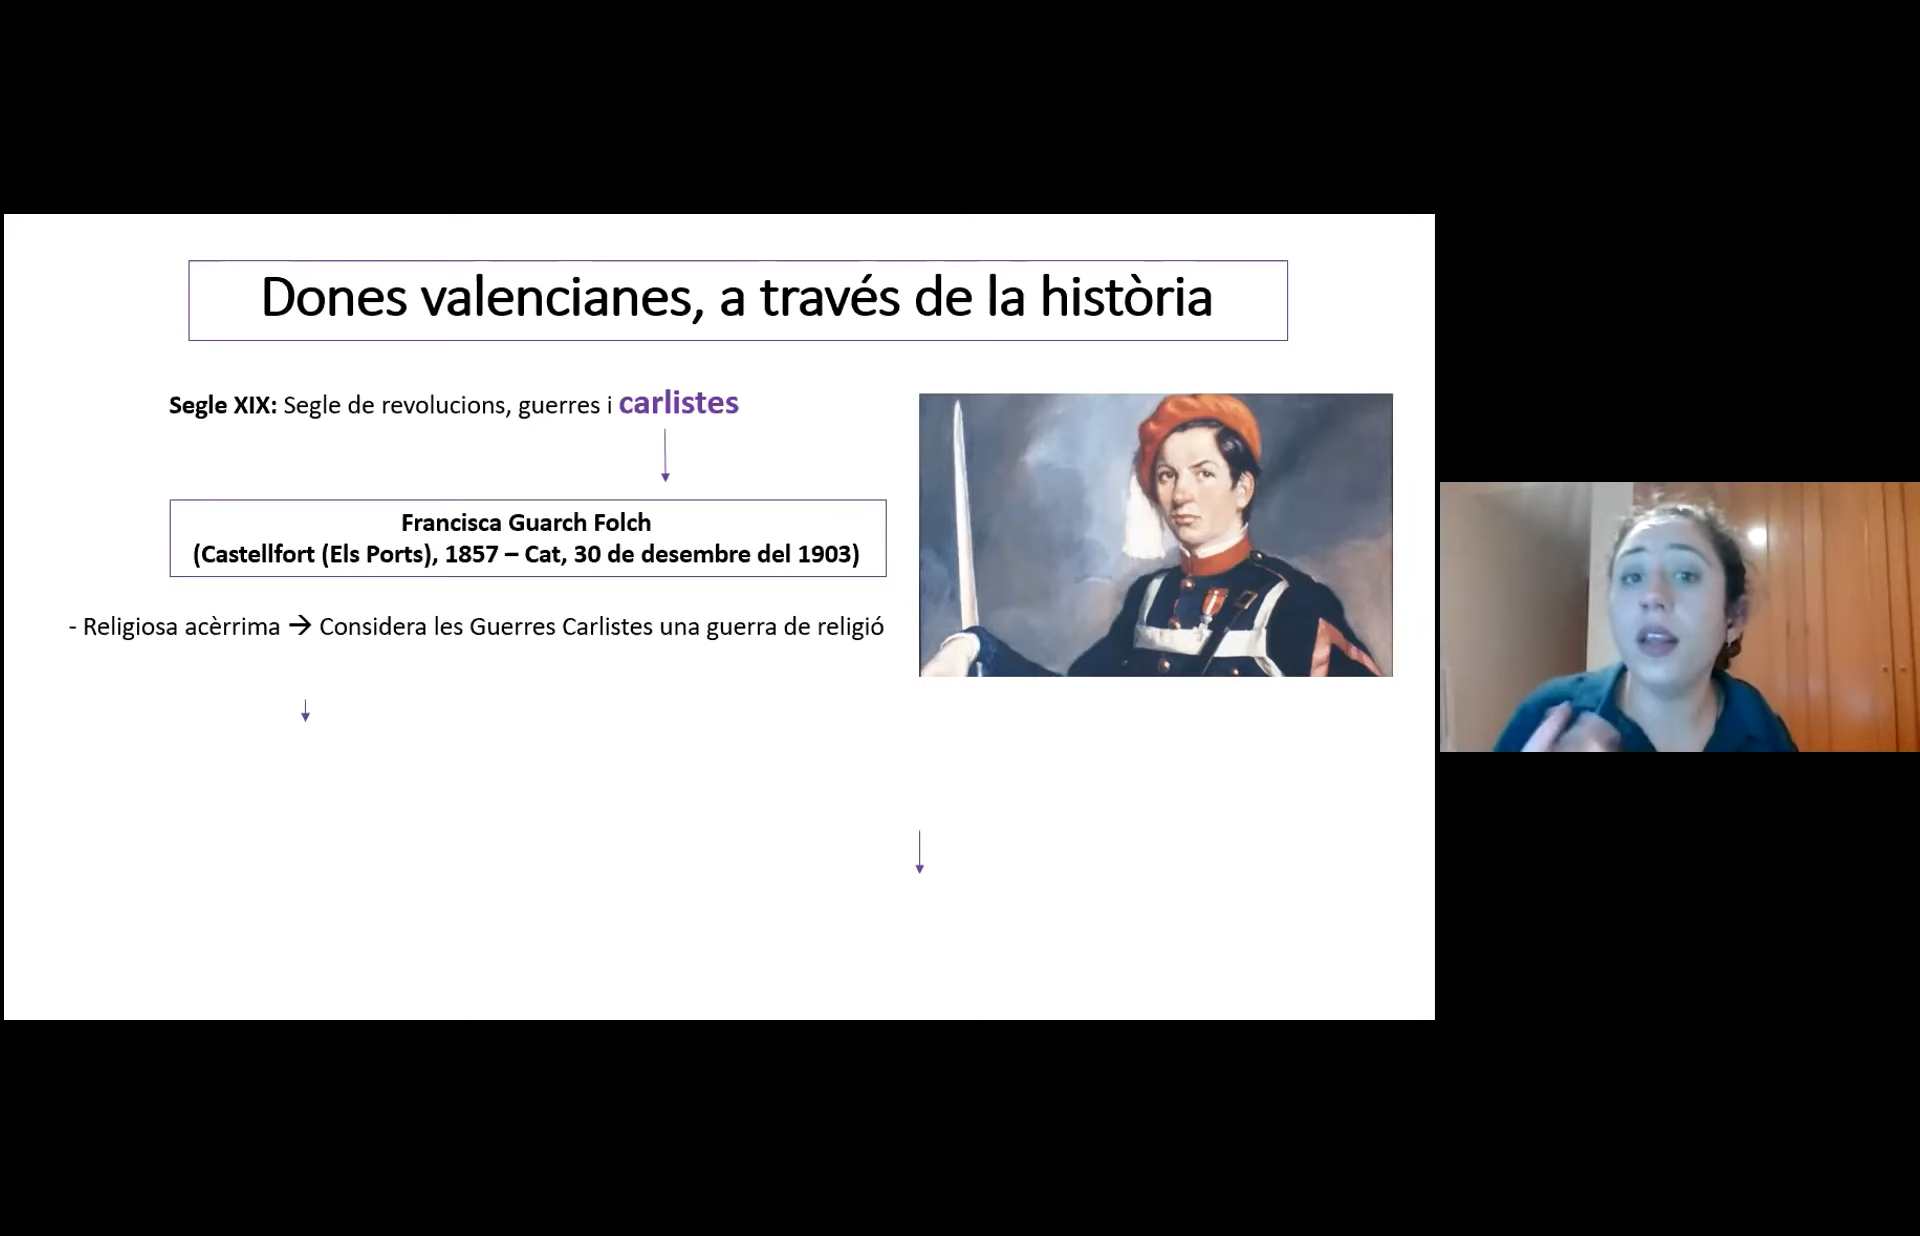 Dones valencianes, a través de la història
Segle XIX: Segle de revolucions, guerres i carlistes
Francisca Guarch Folch
(Castellfort (Els Ports), 1857 – Cat, 30 de desembre del 1903)
- Religiosa acèrrima → Considera les Guerres Carlistes una guerra de religió